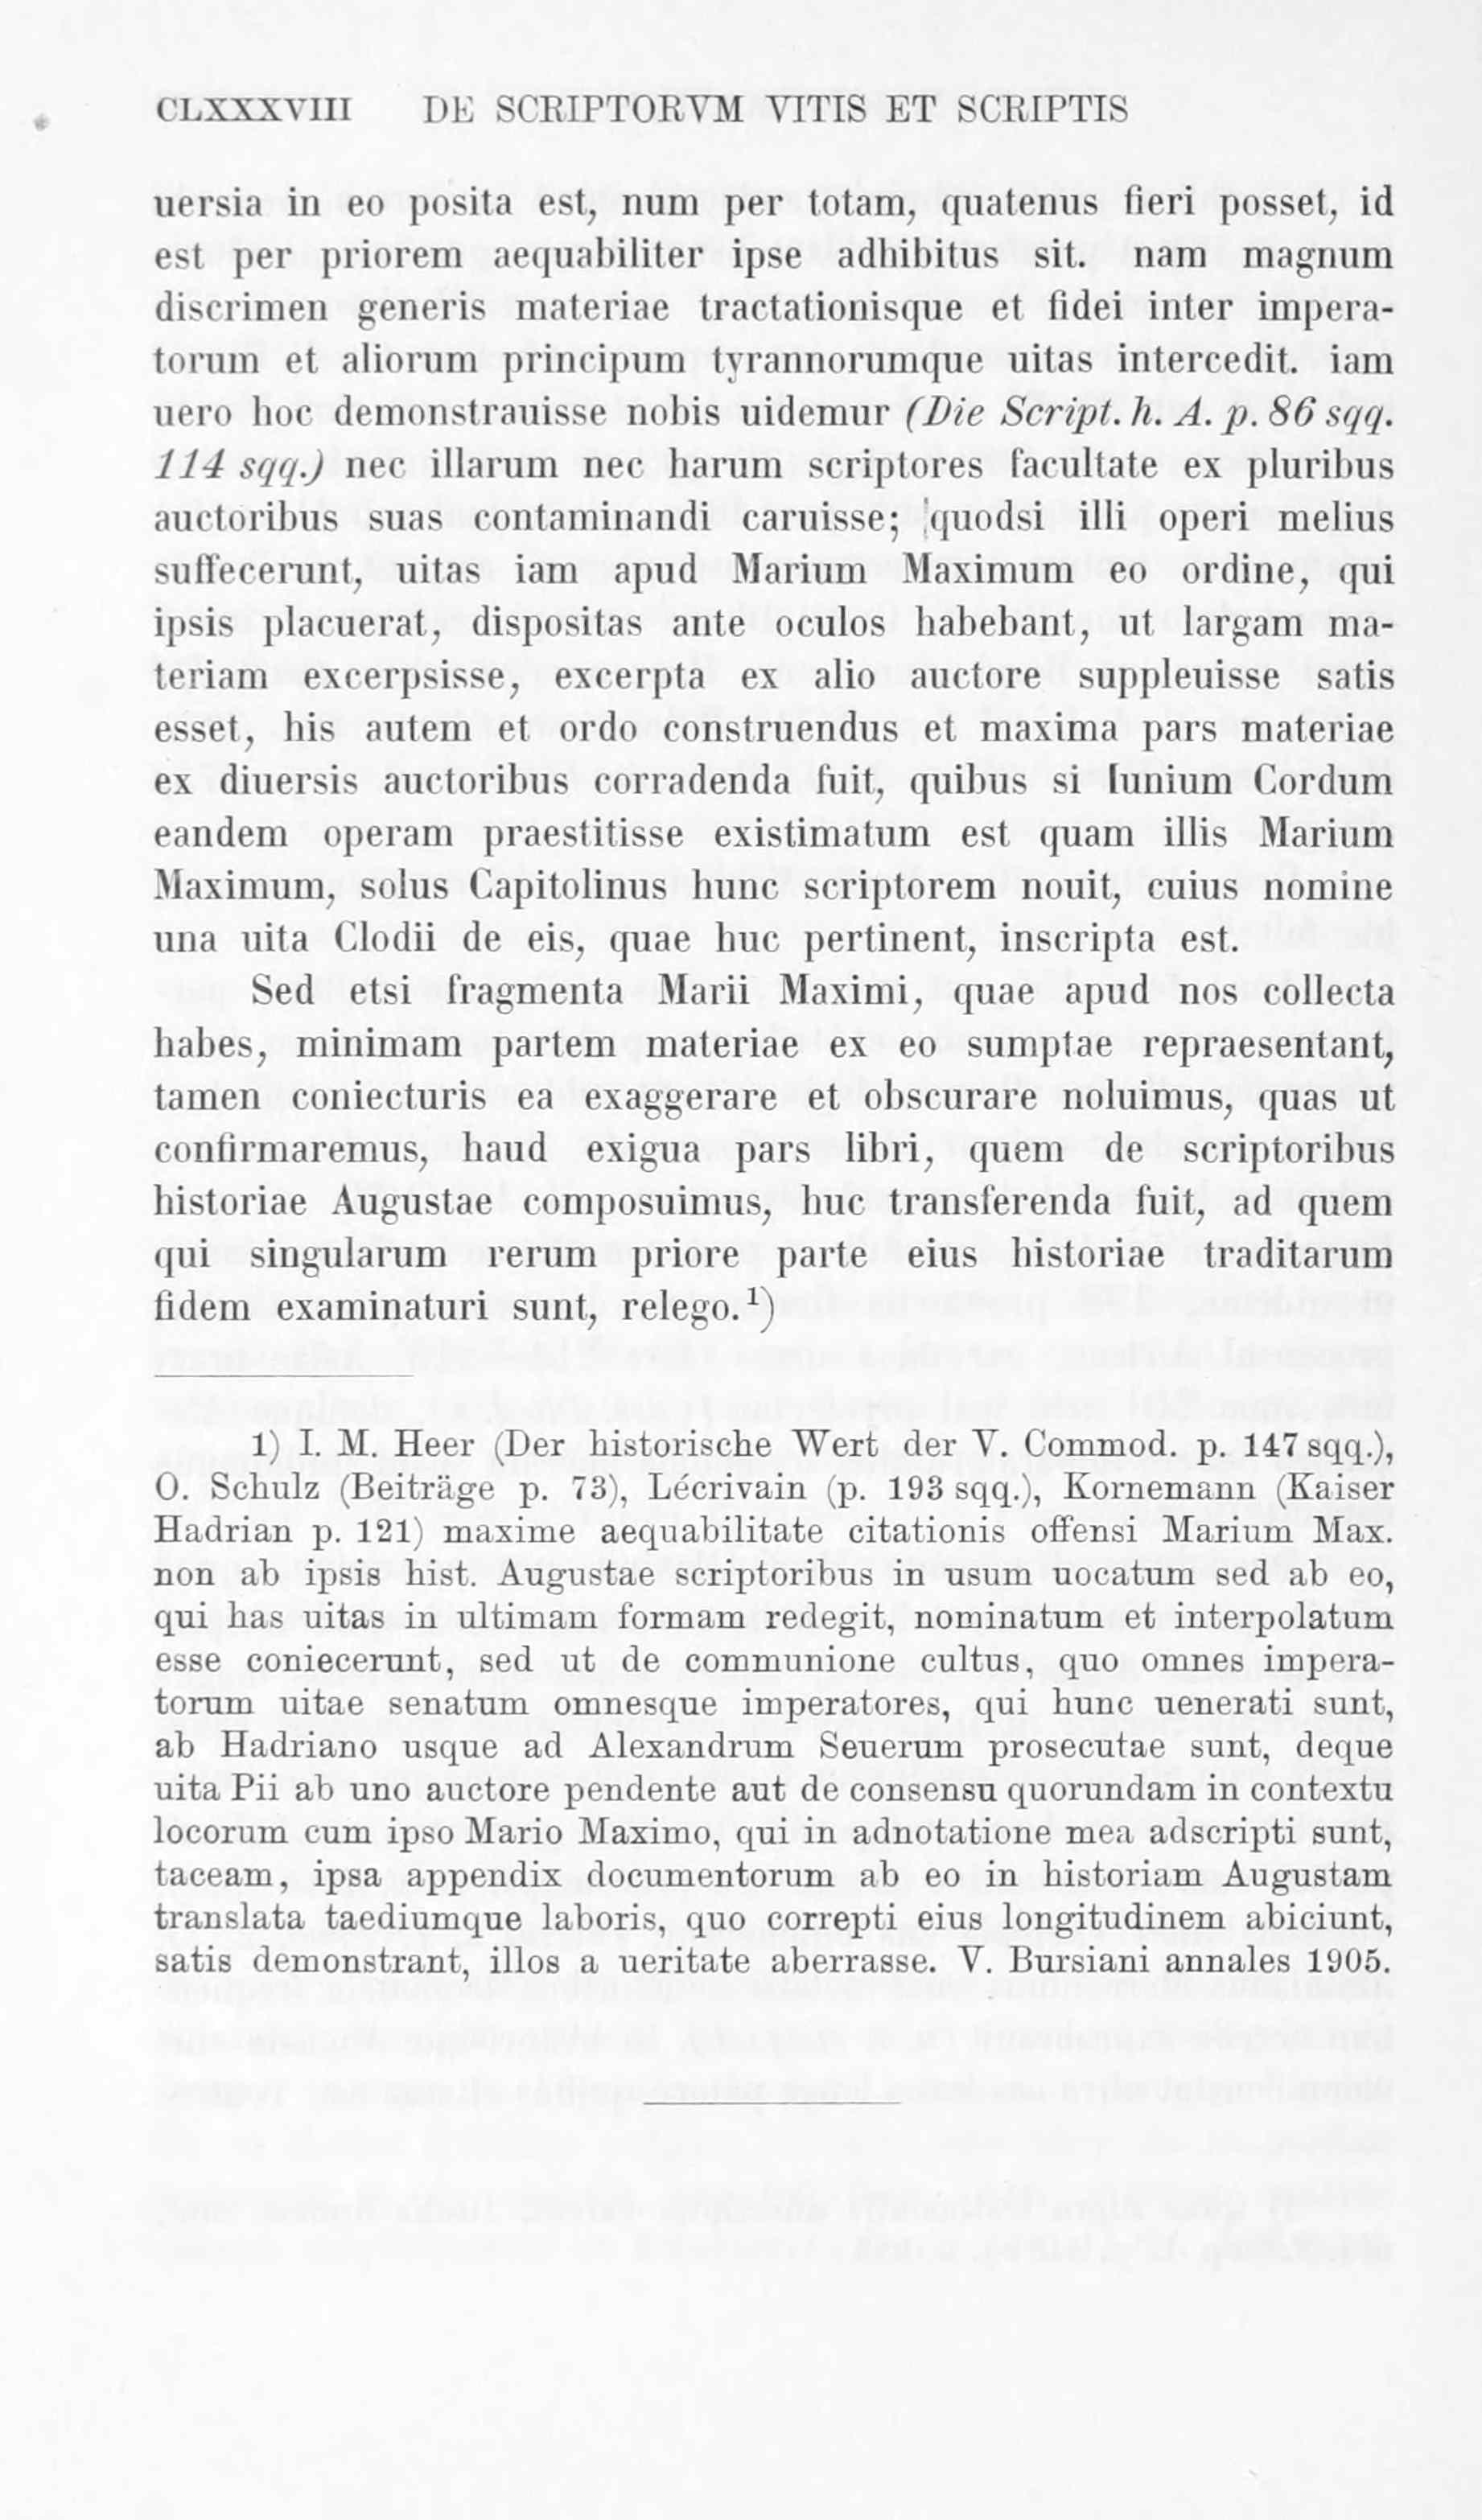 CLXXXVIII DE SCRIPTORVM VITIS ET SCRIPTIS
uersia in eo posita est, num per totam, quatenus fieri posset, id
est per priorem aequabiliter ipse adhibitus sit. nam magnum
discrimen generis materiae tractationisque et fidei inter impera-
torum et aliorum principum tyrannorumque uitas intercedit. iam
uero hoc demonstrauisse nobis uidemur (Die Script. h. A. p. 86 sqq.
114 sqq.) nec illarum nec harum scriptores facultate ex pluribus
auctoribus suas contaminandi caruisse; quodsi illi operi melius
suffecerunt, uitas iam apud Marium Maximum eo ordine, qui
ipsis placuerat, dispositas ante oculos habebant, ut largam ma-
teriam excerpsisse, excerpta ex alio auctore suppleuisse satis
esset, his autem et ordo construendus et maxima pars materiae
ex diuersis auctoribus corradenda fuit, quibus si Iunium Cordum
eandem operam praestitisse existimatum est quam illis Marium
Maximum, solus Capitolinus hunc scriptorem nouit, cuius nomine
una uita Clodii de eis, quae huc pertinent, inscripta est.
Sed etsi fragmenta Marii Maximi, quae apud nos collecta
habes, minimam partem materiae ex eo sumptae repraesentant,
tamen coniecturis ea exaggerare et obscurare noluimus, quas ut
confirmaremus, haud exigua pars libri, quem de scriptoribus
historiae Augustae composuimus, huc transferenda fuit, ad quem
qui singularum rerum priore parte eius historiae traditarum
fidem examinaturi sunt, relego.¹)
1) I. M. Heer (Der historische Wert der V. Commod. p. 147 sqq.),
O. Schulz (Beiträge p. 73), Lécrivain (p. 193 sqq.), Kornemann (Kaiser
Hadrian p. 121) maxime aequabilitate citationis offensi Marium Max.
non ab ipsis hist. Augustae scriptoribus in usum uocatum sed ab eo,
qui has uitas in ultimam formam redegit, nominatum et interpolatum
esse coniecerunt, sed ut de communione cultus, quo omnes impera-
torum uitae senatum omnesque imperatores, qui hunc uenerati sunt,
ab Hadriano usque ad Alexandrum Seuerum prosecutae sunt, deque
uita Pii ab uno auctore pendente aut de consensu quorundam in contextu
locorum cum ipso Mario Maximo, qui in adnotatione mea adscripti sunt,
taceam, ipsa appendix documentorum ab eo in historiam Augustam
translata taediumque laboris, quo correpti eius longitudinem abiciunt,
satis demonstrant, illos a ueritate aberrasse. V. Bursiani annales 1905.